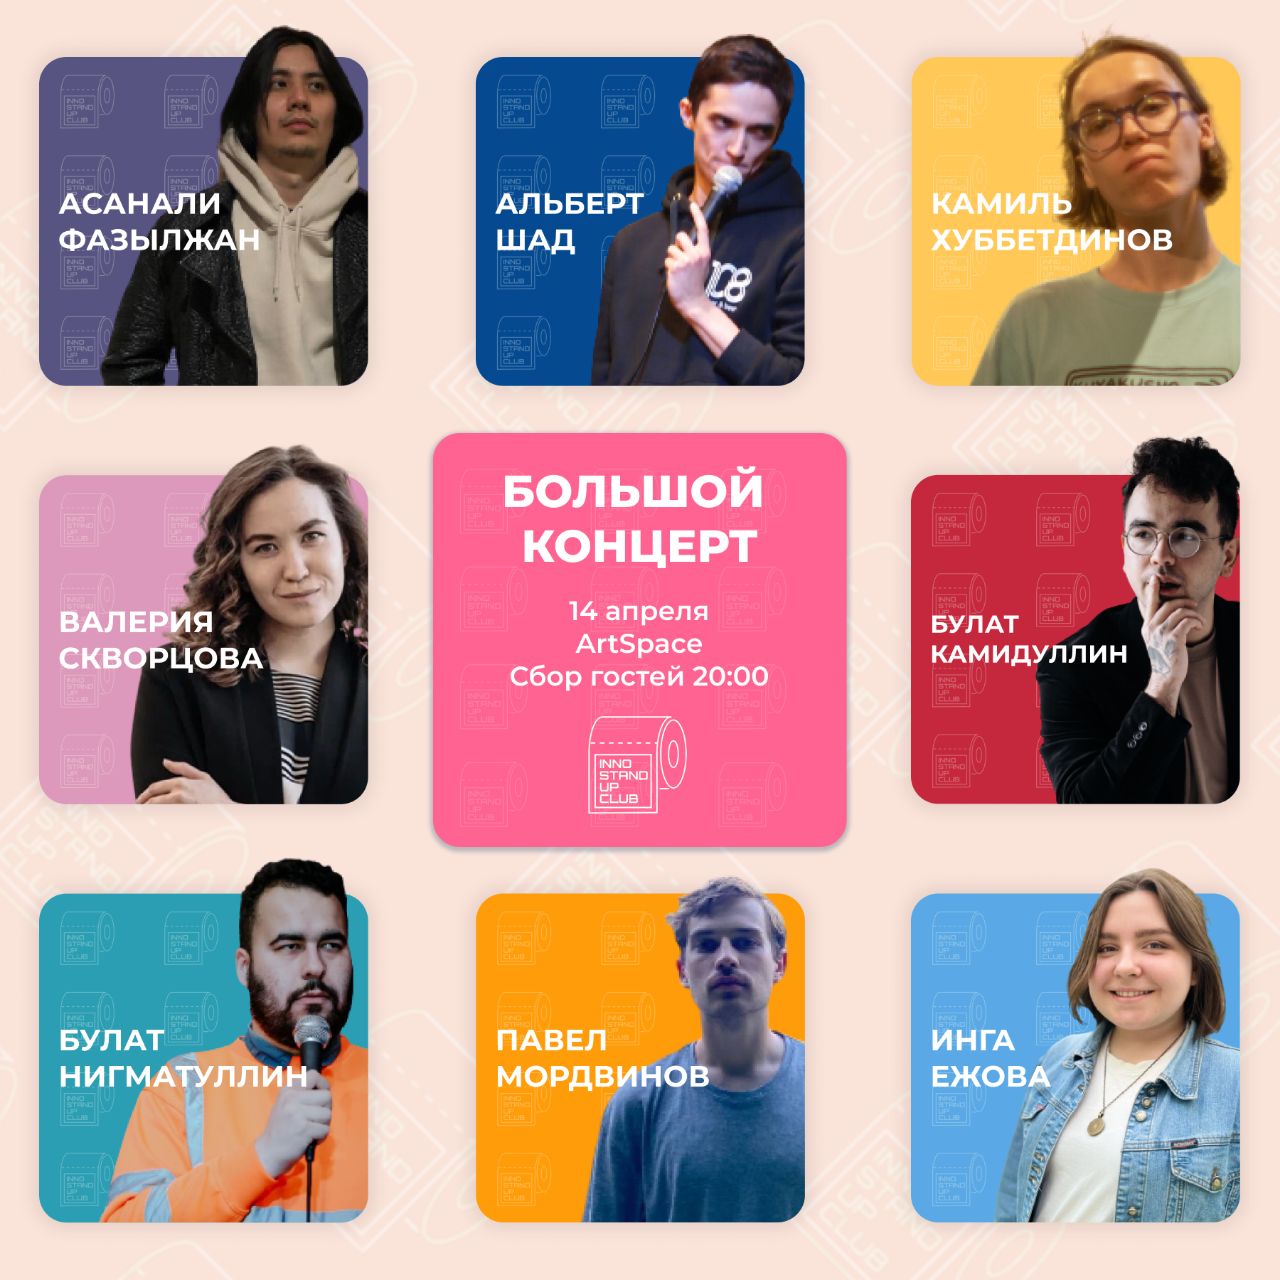 АСАНАЛИ
ФАЗЫЛЖАН
АЛЬБЕРТ
ШАД
108
КАМИЛЬ
ХУББЕТДИНОВ
ВАЛЕРИЯ
СКВОРЦОВА
БОЛЬШОЙ
КОНЦЕРТ
14 апреля
ArtSpace
Сбор гостей 20:00
INNO
STAND
UP
CLUB
БУЛАТ
КАМИДУЛЛИН
БУЛАТ
НИГМАТУЛЛИН
ПАВЕЛ
МОРДВИНОВ
ИНГА
ЕЖОВА